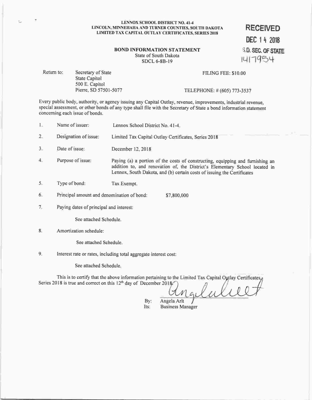 LENNOX SCHOOL DISTRICT NO. 41-4
LINCOLN, MINNEHAHA AND TURNER COUNTIES, SOUTH DAKOTA
LIMITED TAX CAPITAL OUTLAY CERTIFICATES, SERIES 2018
RECEIVED
DEC 14 2018
S.D. SEC. OF STATE
BOND INFORMATION STATEMENT
State of South Dakota
SDCL 6-8B-19
Return to: Secretary of State FILING FEE: $10.00
State Capitol
500 E. Capitol
Pierre, SD 57501-5077 TELEPHONE: # (605) 773-3537
Every public body, authority, or agency issuing any Capital Outlay, revenue, improvements, industrial revenue,
special assessment, or other bonds of any type shall file with the Secretary of State a bond information statement
concerning each issue of bonds.
1. Name of issuer: Lennox School District No. 41-4.
2. Designation of issue: Limited Tax Capital Outlay Certificates, Series 2018
3. Date of issue: December 12, 2018
4. Purpose of issue: Paying (a) a portion of the costs of constructing, equipping and furnishing an
addition to, and renovation of, the District's Elementary School located in
Lennox, South Dakota, and (b) certain costs of issuing the Certificates
5. Type of bond: Tax Exempt.
6. Principal amount and denomination of bond: $7,800,000
7. Paying dates of principal and interest:
See attached Schedule.
8. Amortization schedule:
See attached Schedule.
9. Interest rate or rates, including total aggregate interest cost:
See attached Schedule.
This is to certify that the above information pertaining to the Limited Tax Capital Outlay Certificates,
Series 2018 is true and correct on this 12th day of December 2018.
By: Angela Arlt
Its: Business Manager